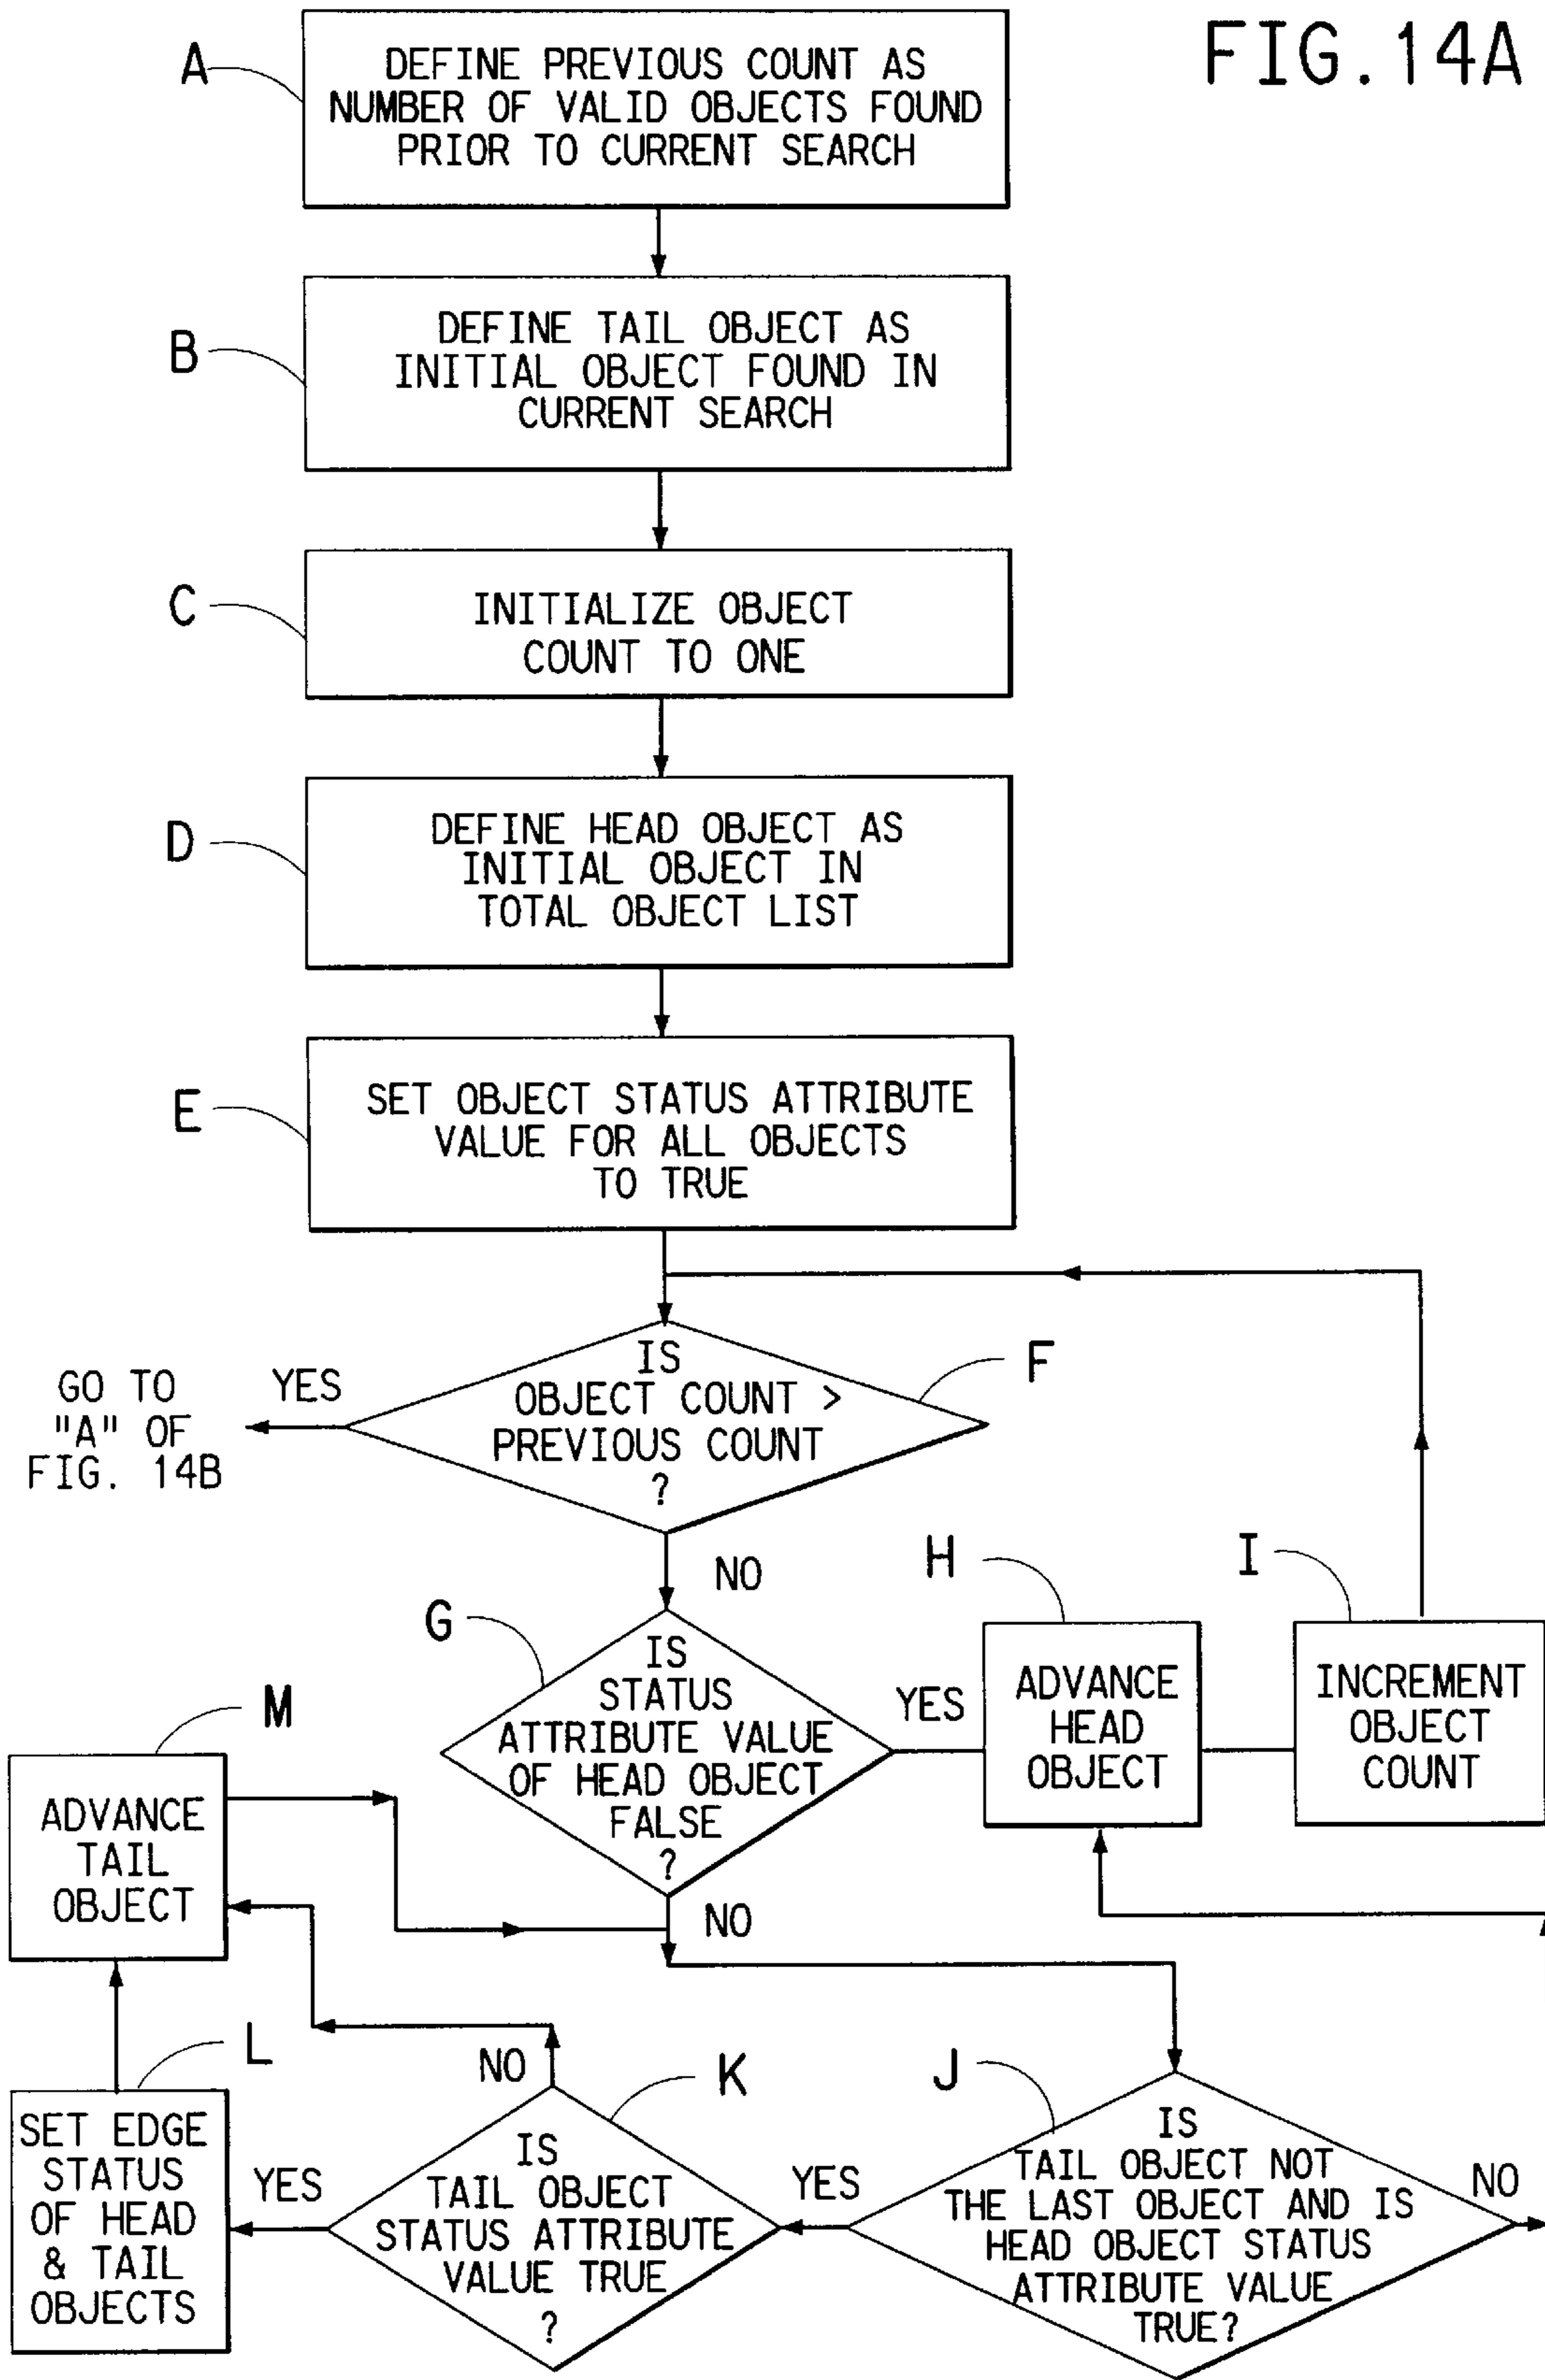 FIG.14A
A
DEFINE PREVIOUS COUNT AS
NUMBER OF VALID OBJECTS FOUND
PRIOR TO CURRENT SEARCH
B
DEFINE TAIL OBJECT AS
INITIAL OBJECT FOUND IN
CURRENT SEARCH
C
INITIALIZE OBJECT
COUNT TO ONE
D
DEFINE HEAD OBJECT AS
INITIAL OBJECT IN
TOTAL OBJECT LIST
E
SET OBJECT STATUS ATTRIBUTE
VALUE FOR ALL OBJECTS
TO TRUE
F
IS
OBJECT COUNT >
PREVIOUS COUNT
?
YES
GO TO
"A" OF
FIG. 14B
NO
G
IS
STATUS
ATTRIBUTE VALUE
OF HEAD OBJECT
FALSE
?
YES
H
ADVANCE
HEAD
OBJECT
I
INCREMENT
OBJECT
COUNT
NO
M
ADVANCE
TAIL
OBJECT
J
IS
TAIL OBJECT NOT
THE LAST OBJECT AND IS
HEAD OBJECT STATUS
ATTRIBUTE VALUE
TRUE?
NO
YES
K
IS
TAIL OBJECT
STATUS ATTRIBUTE
VALUE TRUE
?
NO
YES
L
SET EDGE
STATUS
OF HEAD
& TAIL
OBJECTS